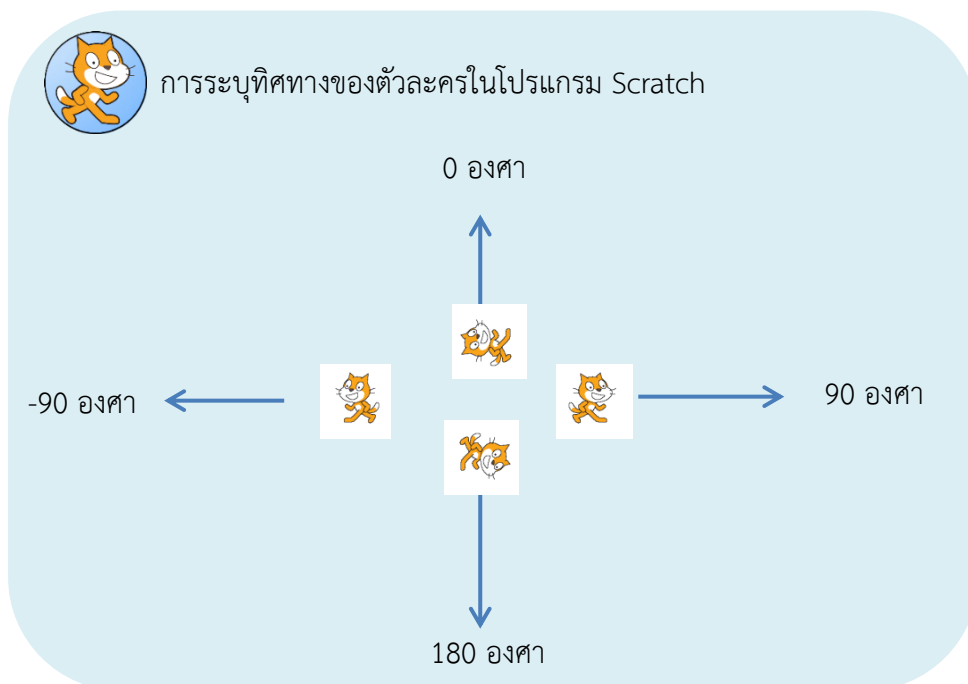 การระบุทิศทางของตัวละครในโปรแกรม Scratch
0 องศา
-90 องศา
90 องศา
180 องศา